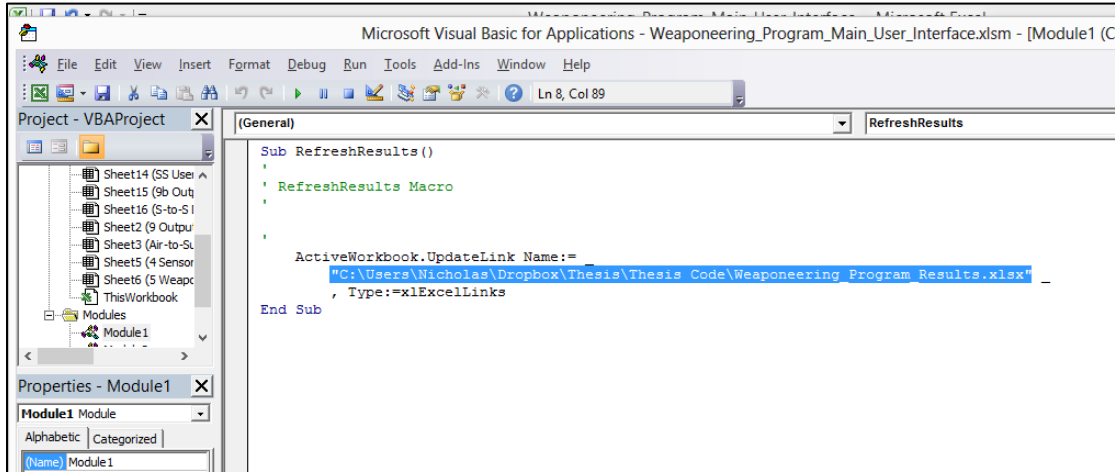 Weaponeering_Program_Main_User_Interface - Microsoft Excel
Microsoft Visual Basic for Applications - Weaponeering_Program_Main_User_Interface.xlsm - [Module1 (C
File Edit View Insert Format Debug Run Tools Add-Ins Window Help
Ln 8, Col 89
Project - VBAProject
(General)
RefreshResults
Sheet14 (SS User
Sheet15 (9b Outp
Sheet16 (S-to-S
Sheet2 (9 Output
Sheet3 (Air-to-Su
Sheet5 (4 Sensor
Sheet6 (5 Weapo
ThisWorkbook
Modules
Module1
Properties - Module1
Module1 Module
Alphabetic Categorized
(Name) Module1
Sub RefreshResults()
'
' RefreshResults Macro
'
'
ActiveWorkbook.UpdateLink Name:= _
"C:\Users\Nicholas\Dropbox\Thesis\Thesis Code\Weaponeering_Program_Results.xlsx" _
, Type:=xlExcelLinks
End Sub